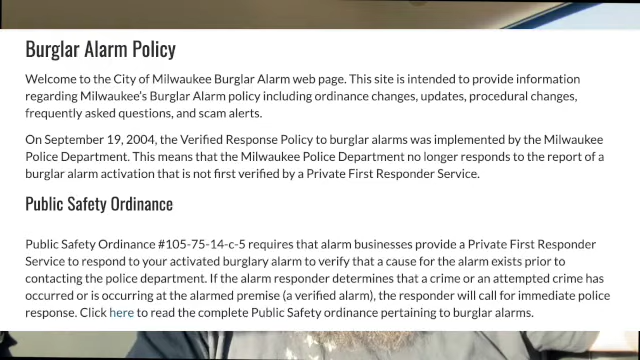 Burglar Alarm Policy
Welcome to the City of Milwaukee Burglar Alarm web page. This site is intended to provide information
regarding Milwaukee's Burglar Alarm policy including ordinance changes, updates, procedural changes,
frequently asked questions, and scam alerts.
On September 19, 2004, the Verified Response Policy to burglar alarms was implemented by the Milwaukee
Police Department. This means that the Milwaukee Police Department no longer responds to the report of a
burglar alarm activation that is not first verified by a Private First Responder Service.
Public Safety Ordinance
Public Safety Ordinance #105-75-14-c-5 requires that alarm businesses provide a Private First Responder
Service to respond to your activated burglary alarm to verify that a cause for the alarm exists prior to
contacting the police department. If the alarm responder determines that a crime or an attempted crime has
occurred or is occurring at the alarmed premise (a verified alarm), the responder will call for immediate police
response. Click here to read the complete Public Safety ordinance pertaining to burglar alarms.